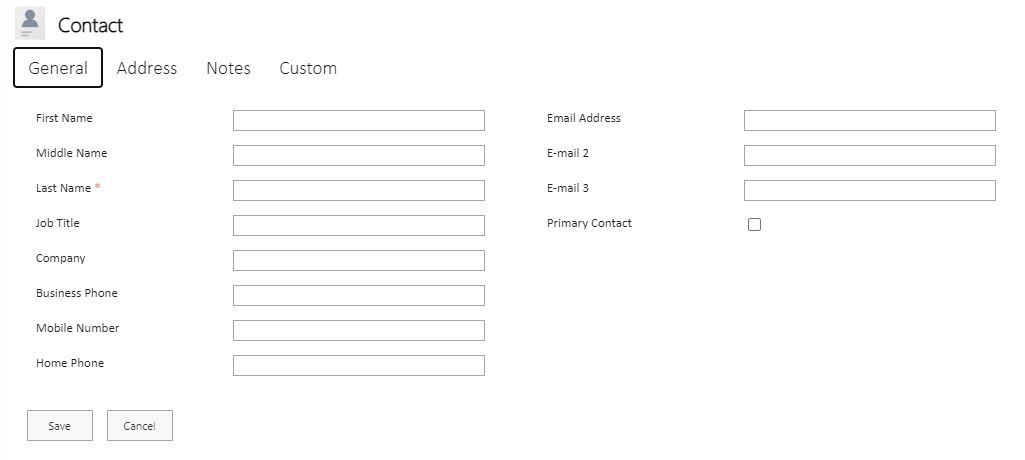 Contact
General Address Notes Custom
First Name
Middle Name
Last Name *
Job Title
Company
Business Phone
Mobile Number
Home Phone
Email Address
E-mail 2
E-mail 3
Primary Contact
Save Cancel